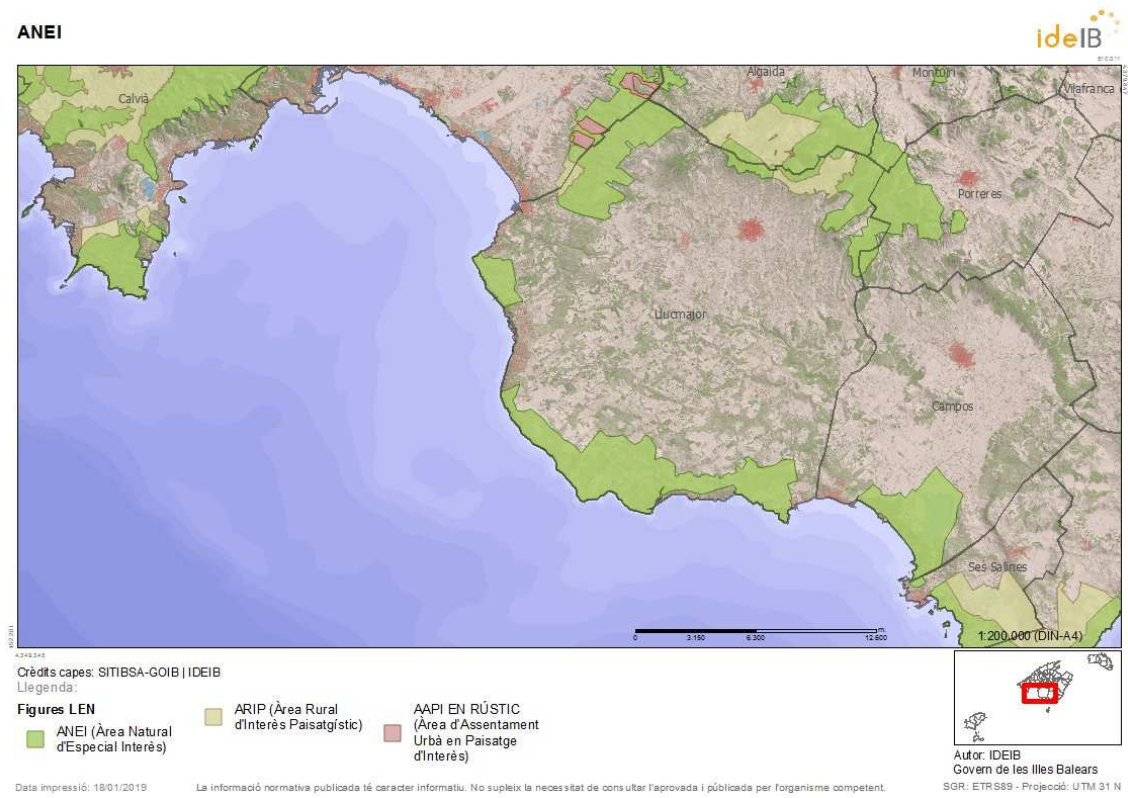 ANEI
ideIB
Calvià
Algaida
Montuïri
Vilafranca
Porreres
Llucmajor
Campos
Ses Salines
m.
0 3.150 6.300 12.600
1:200.000 (DIN-A4)
Crèdits capes: SITIBSA-GOIB | IDEIB
Llegenda:
Figures LEN
ANEI (Àrea Natural
d'Especial Interès)
ARIP (Àrea Rural
d'Interès Paisatgístic)
AAPI EN RÚSTIC
(Àrea d'Assentament
Urbà en Paisatge
d'Interès)
Autor: IDEIB
Govern de les Illes Balears
Data impressió: 18/01/2019
La informació normativa publicada té caràcter informatiu. No supleix la necessitat de consultar l'aprovada i públicada per l'organisme competent.
SGR: ETRS89 - Projecció: UTM 31 N